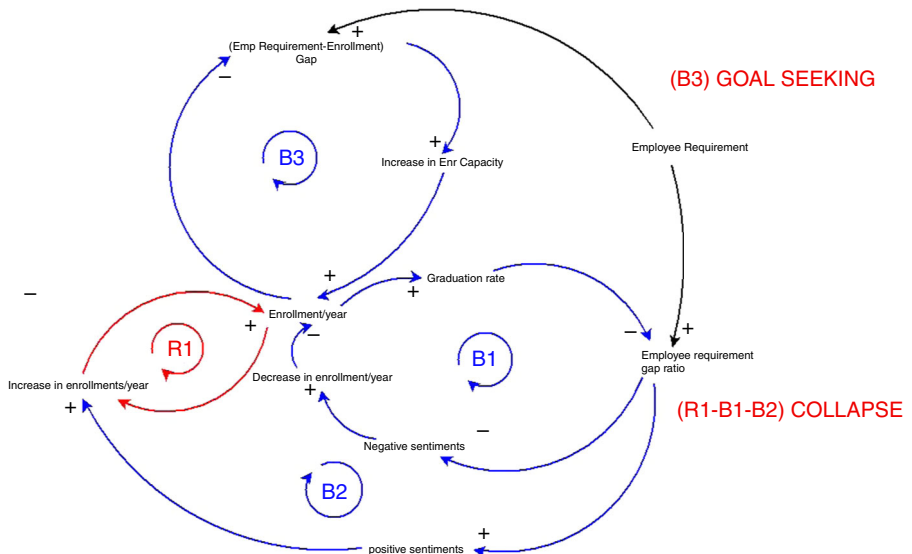 +
(Emp Requirement-Enrollment)
Gap
−
(B3) GOAL SEEKING
B3
+
Increase in Enr Capacity
Employee Requirement
+
Graduation rate
+
−
Enrollment/year
+
−
−
+
R1
B1
Employee requirement
gap ratio
Increase in enrollments/year
+
Decrease in enrollment/year
+
(R1-B1-B2) COLLAPSE
−
Negative sentiments
B2
+
positive sentiments